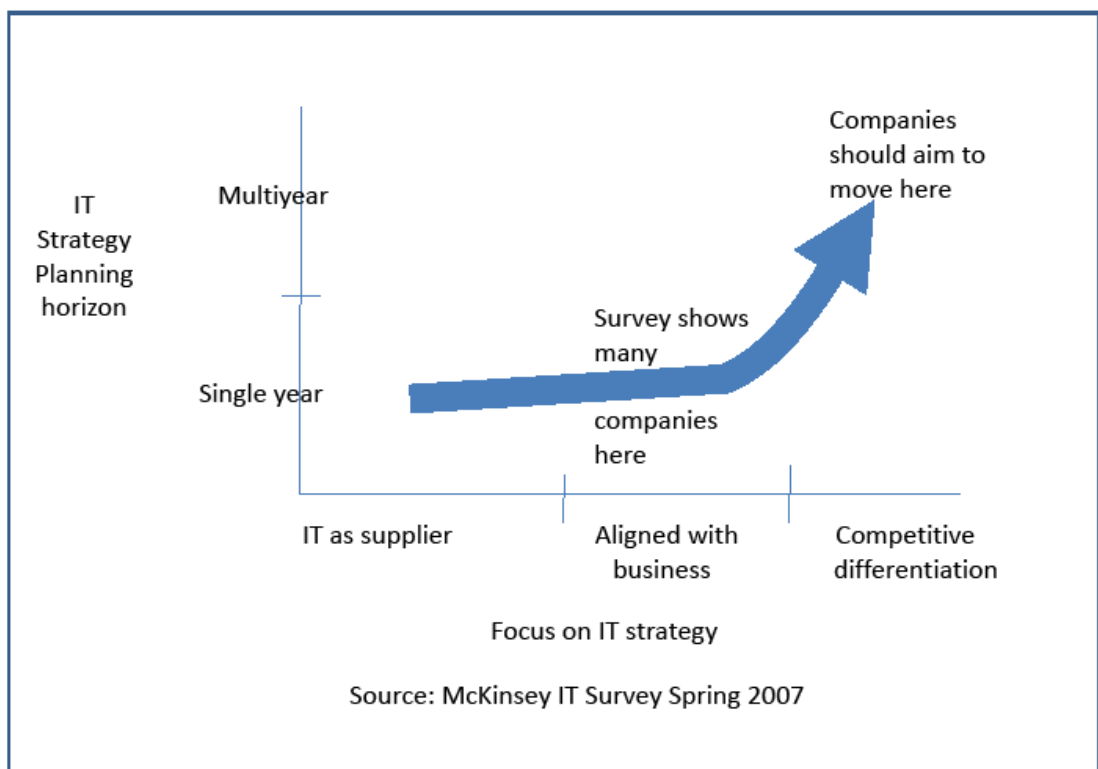 Companies
should aim to
move here
Multiyear
IT
Strategy
Planning
horizon
Survey shows
many
Single year
companies
here
IT as supplier
Aligned with
business
Competitive
differentiation
Focus on IT strategy
Source: McKinsey IT Survey Spring 2007